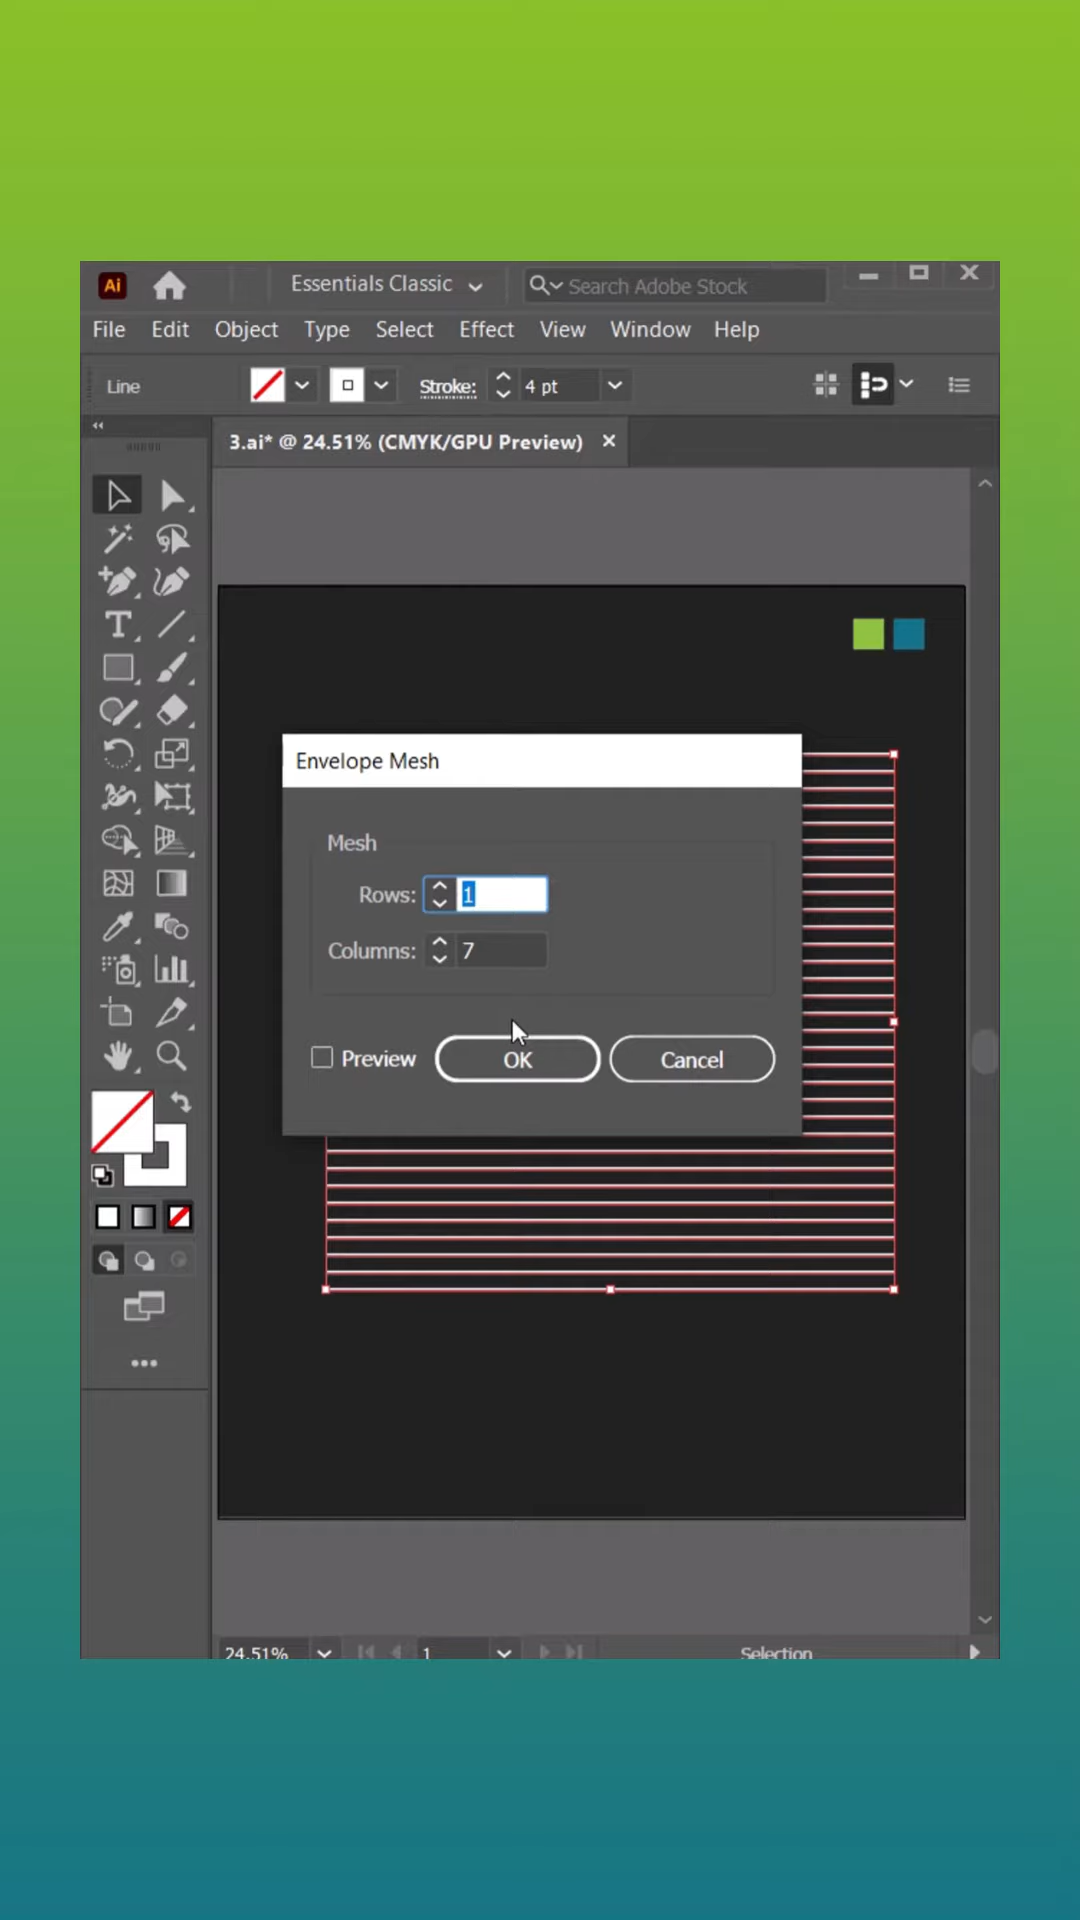 Ai
Essentials Classic
Search Adobe Stock
File Edit Object Type Select Effect View Window Help
Line
Stroke:
4 pt
3.ai* @ 24.51% (CMYK/GPU Preview)
Envelope Mesh
Mesh
Rows: 1
Columns: 7
Preview
OK
Cancel
24.51%
1
Selection